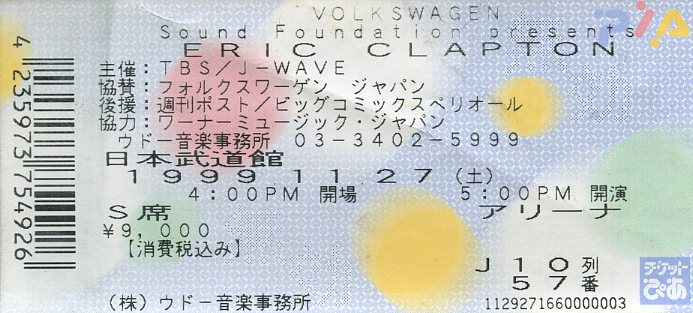 VOLKSWAGEN
Sound Foundation presents
ERIC CLAPTON
主催：TBS/J-WAVE
協賛：フォルクスワーゲン ジャパン
後援：週刊ポスト/ビッグコミックスペリオール
協力：ワーナーミュージック・ジャパン
ウドー音楽事務所 03-3402-5999
日本武道館
1999 11 27 (土)
4:00PM 開場 5:00PM 開演
S席 アリーナ
¥9,000
【消費税込み】
J10列
57番
(株)ウドー音楽事務所
1129271660000003
4235973754926
ぴA
チケット
ぴあ